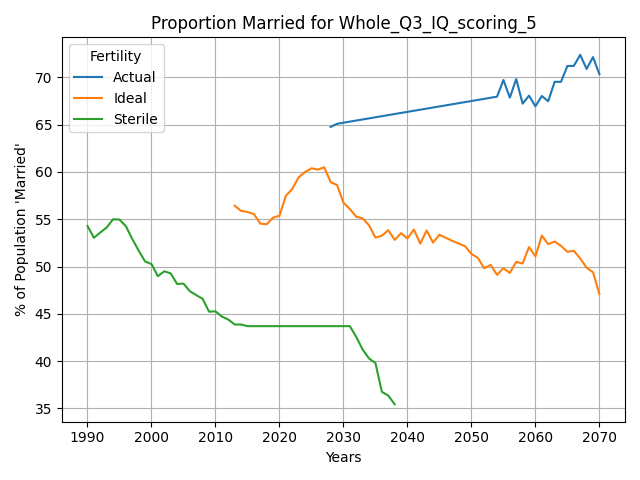 Proportion Married for Whole_Q3_IQ_scoring_5
Fertility
Actual
Ideal
Sterile
% of Population 'Married'
70
65
60
55
50
45
40
35
1990 2000 2010 2020 2030 2040 2050 2060 2070
Years